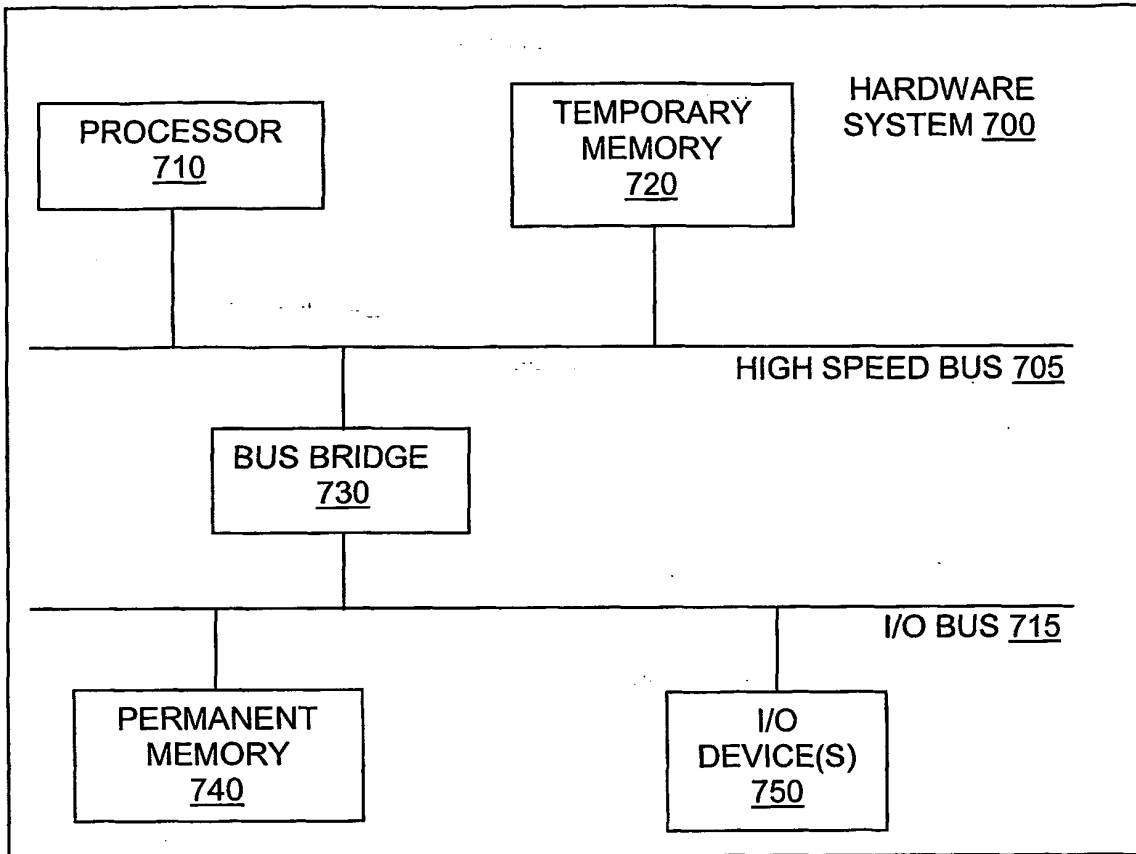 HARDWARE
SYSTEM 700
PROCESSOR
710
TEMPORARY
MEMORY
720
HIGH SPEED BUS 705
BUS BRIDGE
730
I/O BUS 715
PERMANENT
MEMORY
740
I/O
DEVICE(S)
750